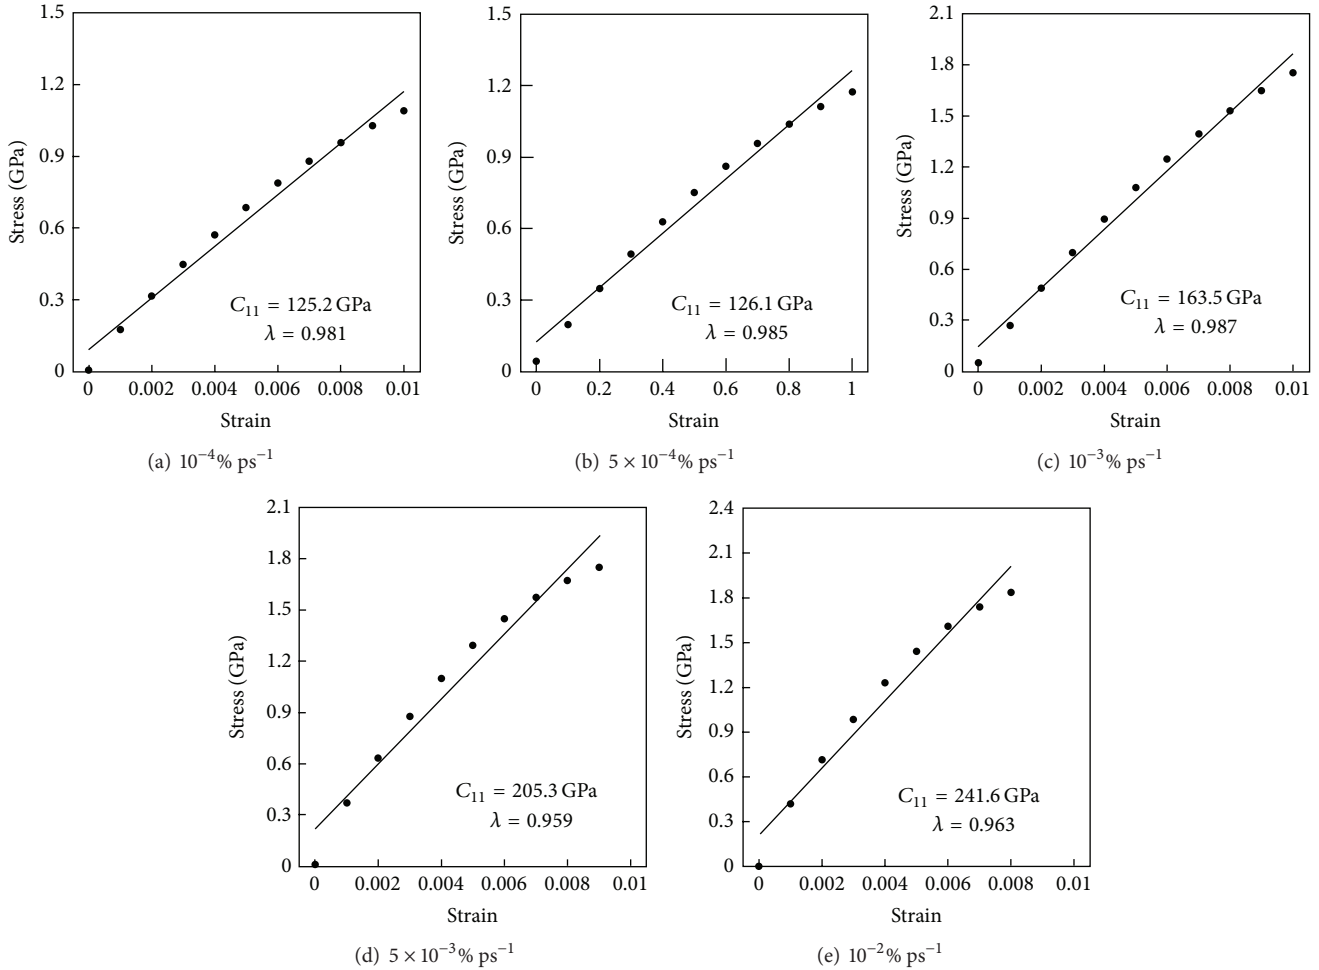 1.5
1.2
0.9
0.6
0.3
0
Stress (GPa)
0 0.002 0.004 0.006 0.008 0.01
Strain
C₁₁ = 125.2 GPa
λ = 0.981
(a) 10⁻⁴% ps⁻¹
1.5
1.2
0.9
0.6
0.3
0
Stress (GPa)
0 0.2 0.4 0.6 0.8 1
Strain
C₁₁ = 126.1 GPa
λ = 0.985
(b) 5 × 10⁻⁴% ps⁻¹
2.1
1.8
1.5
1.2
0.9
0.6
0.3
0
Stress (GPa)
0 0.002 0.004 0.006 0.008 0.01
Strain
C₁₁ = 163.5 GPa
λ = 0.987
(c) 10⁻³% ps⁻¹
2.1
1.8
1.5
1.2
0.9
0.6
0.3
0
Stress (GPa)
0 0.002 0.004 0.006 0.008 0.01
Strain
C₁₁ = 205.3 GPa
λ = 0.959
(d) 5 × 10⁻³% ps⁻¹
2.4
2.1
1.8
1.5
1.2
0.9
0.6
0.3
0
Stress (GPa)
0 0.002 0.004 0.006 0.008 0.01
Strain
C₁₁ = 241.6 GPa
λ = 0.963
(e) 10⁻²% ps⁻¹